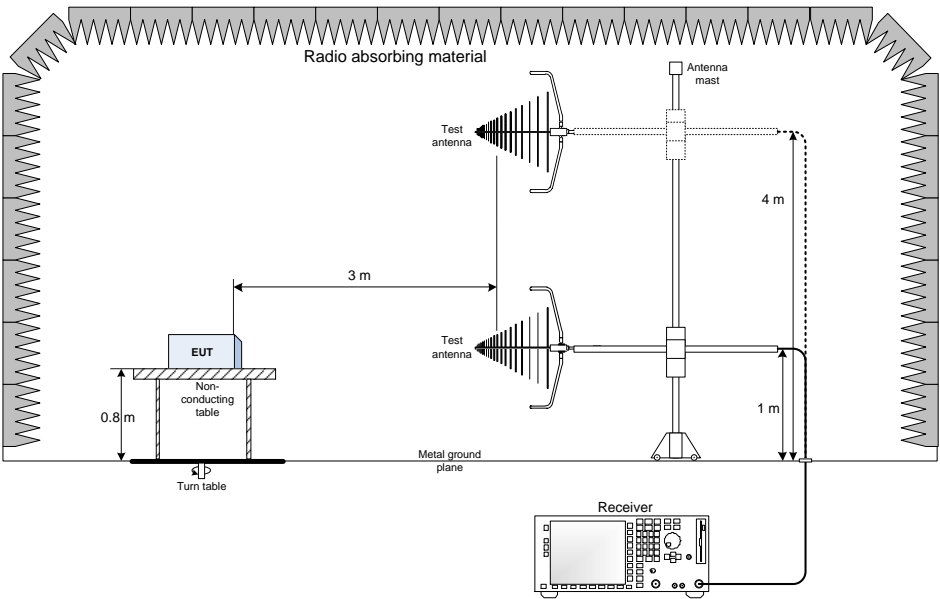 Radio absorbing material
Antenna
mast
Test
antenna
4 m
3 m
Test
antenna
EUT
Non-
conducting
table
0.8 m
1 m
Metal ground
plane
Turn table
Receiver